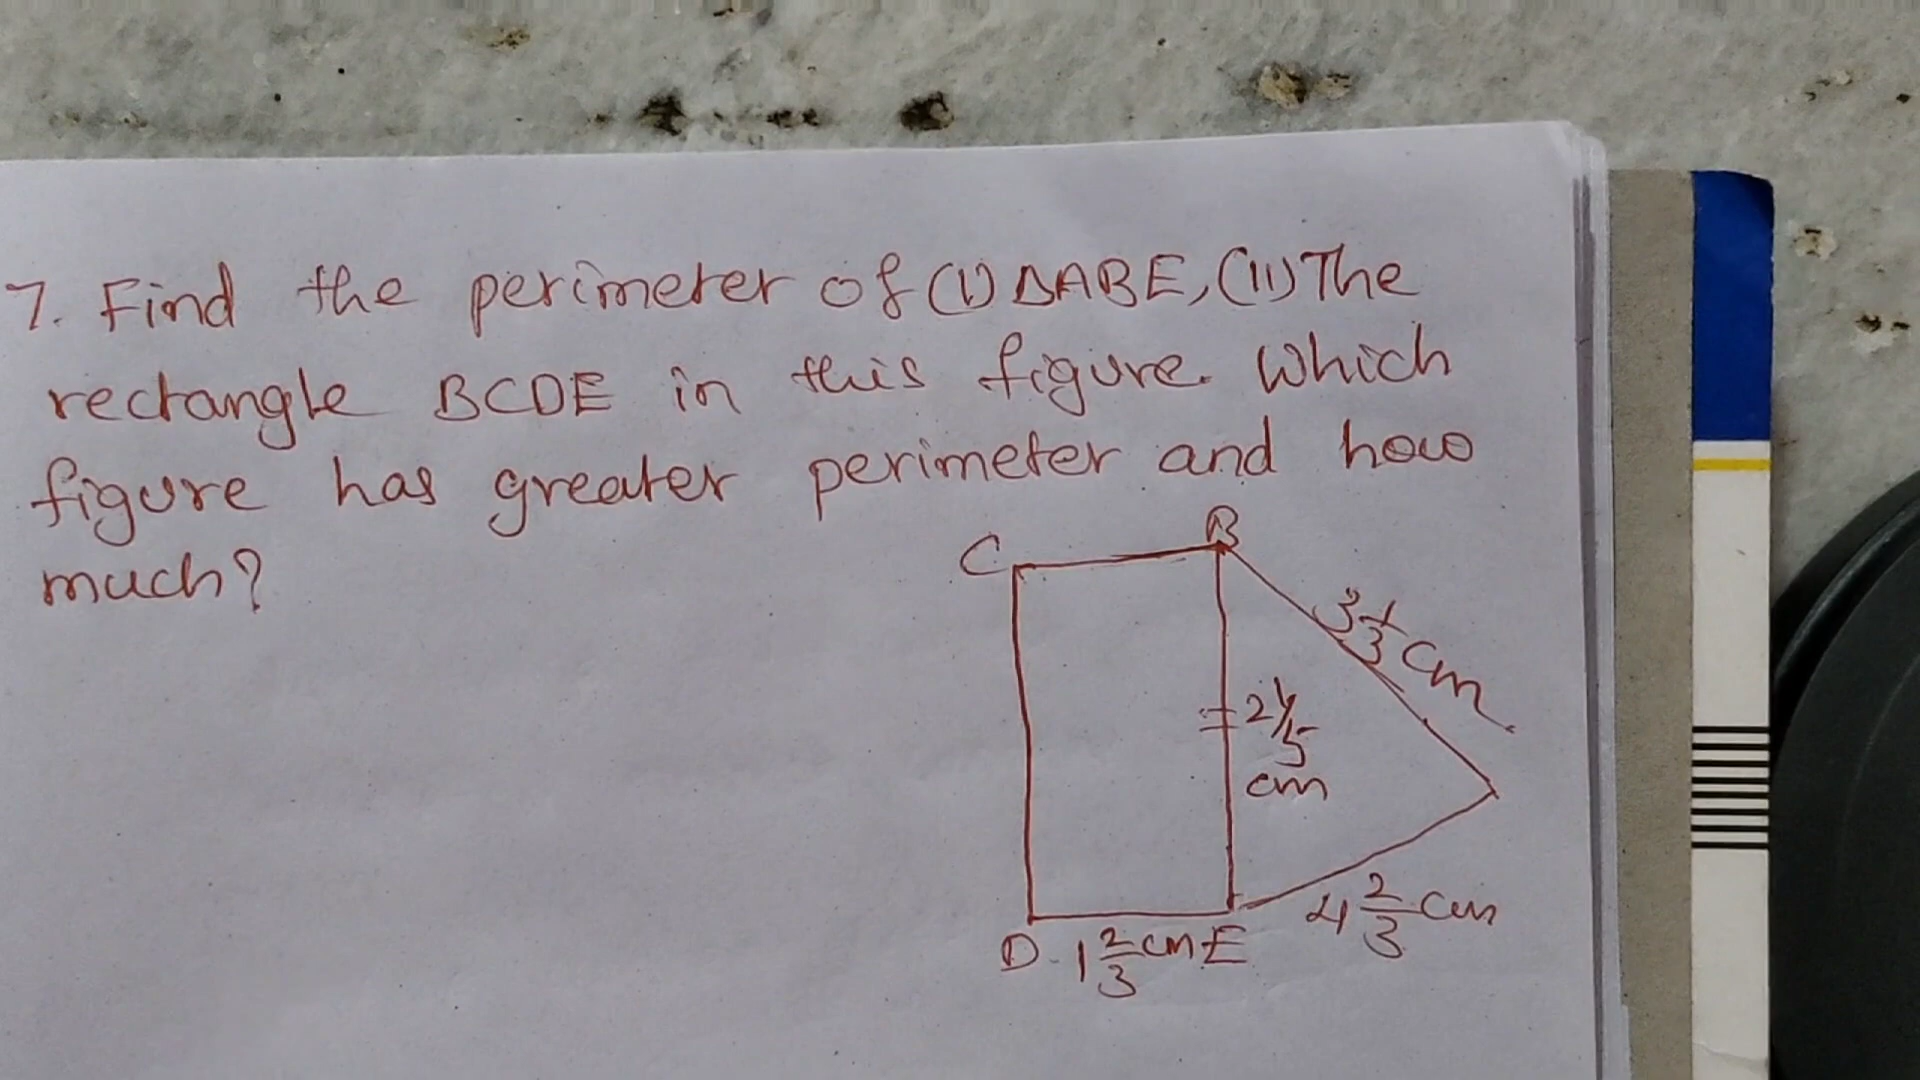 7. Find the perimeter of (i) ΔABE, (ii) The
rectangle BCDE in this figure. Which
figure has greater perimeter and how
much?
B
C
3 1/3 cm
2 1/5
cm
4 2/3 cm
D. 1 2/3 cm E